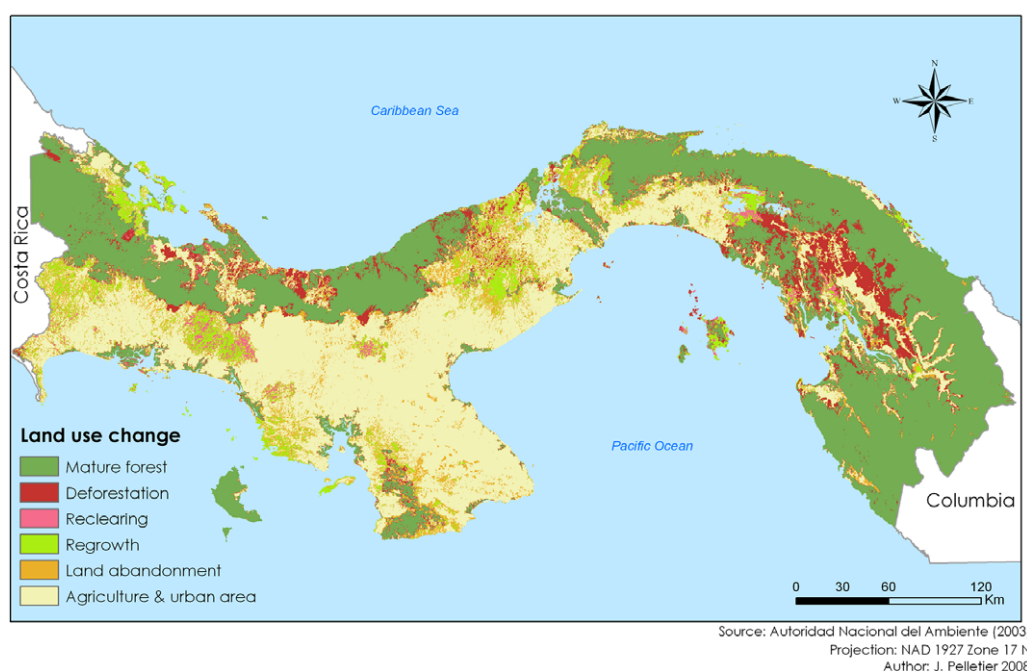 Caribbean Sea
N
W E
S
Costa Rica
Pacific Ocean
Columbia
Land use change
Mature forest
Deforestation
Reclearing
Regrowth
Land abandonment
Agriculture & urban area
0 30 60 120
Km
Source: Autoridad Nacional del Ambiente (2003
Projection: NAD 1927 Zone 17 N
Author: J. Pelletier 2008